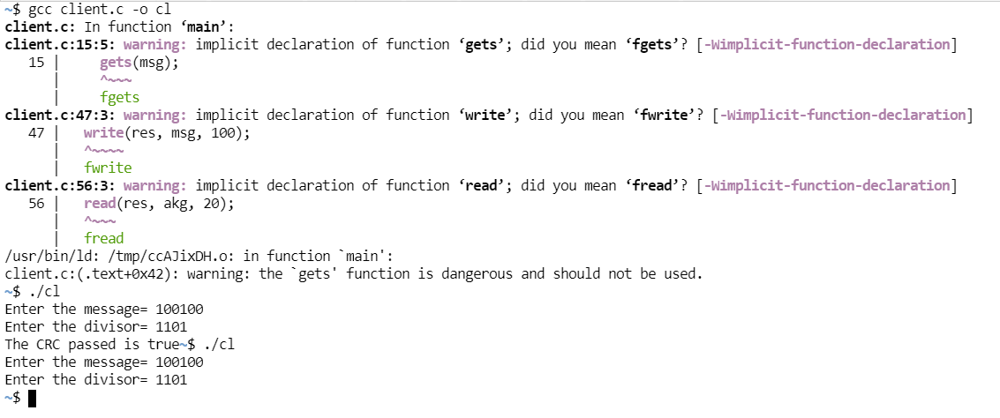 ~$ gcc client.c -o cl
client.c: In function ‘main’:
client.c:15:5: warning: implicit declaration of function ‘gets’; did you mean ‘fgets’? [-Wimplicit-function-declaration]
   15 |     gets(msg);
      |     ^~~~
      |     fgets
client.c:47:3: warning: implicit declaration of function ‘write’; did you mean ‘fwrite’? [-Wimplicit-function-declaration]
   47 |   write(res, msg, 100);
      |   ^~~~~
      |   fwrite
client.c:56:3: warning: implicit declaration of function ‘read’; did you mean ‘fread’? [-Wimplicit-function-declaration]
   56 |   read(res, akg, 20);
      |   ^~~~
      |   fread
/usr/bin/ld: /tmp/ccAJixDH.o: in function `main':
client.c:(.text+0x42): warning: the `gets' function is dangerous and should not be used.
~$ ./cl
Enter the message= 100100
Enter the divisor= 1101
The CRC passed is true~$ ./cl
Enter the message= 100100
Enter the divisor= 1101
~$